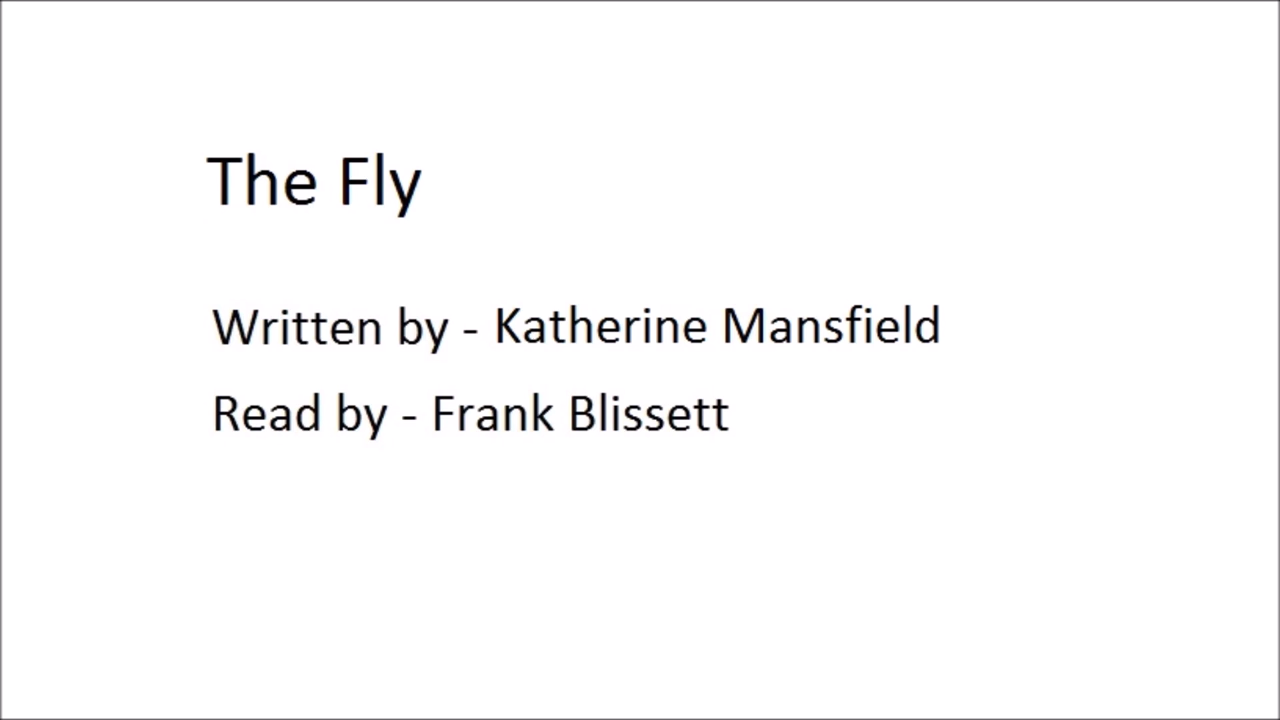 The Fly
Written by - Katherine Mansfield
Read by - Frank Blissett